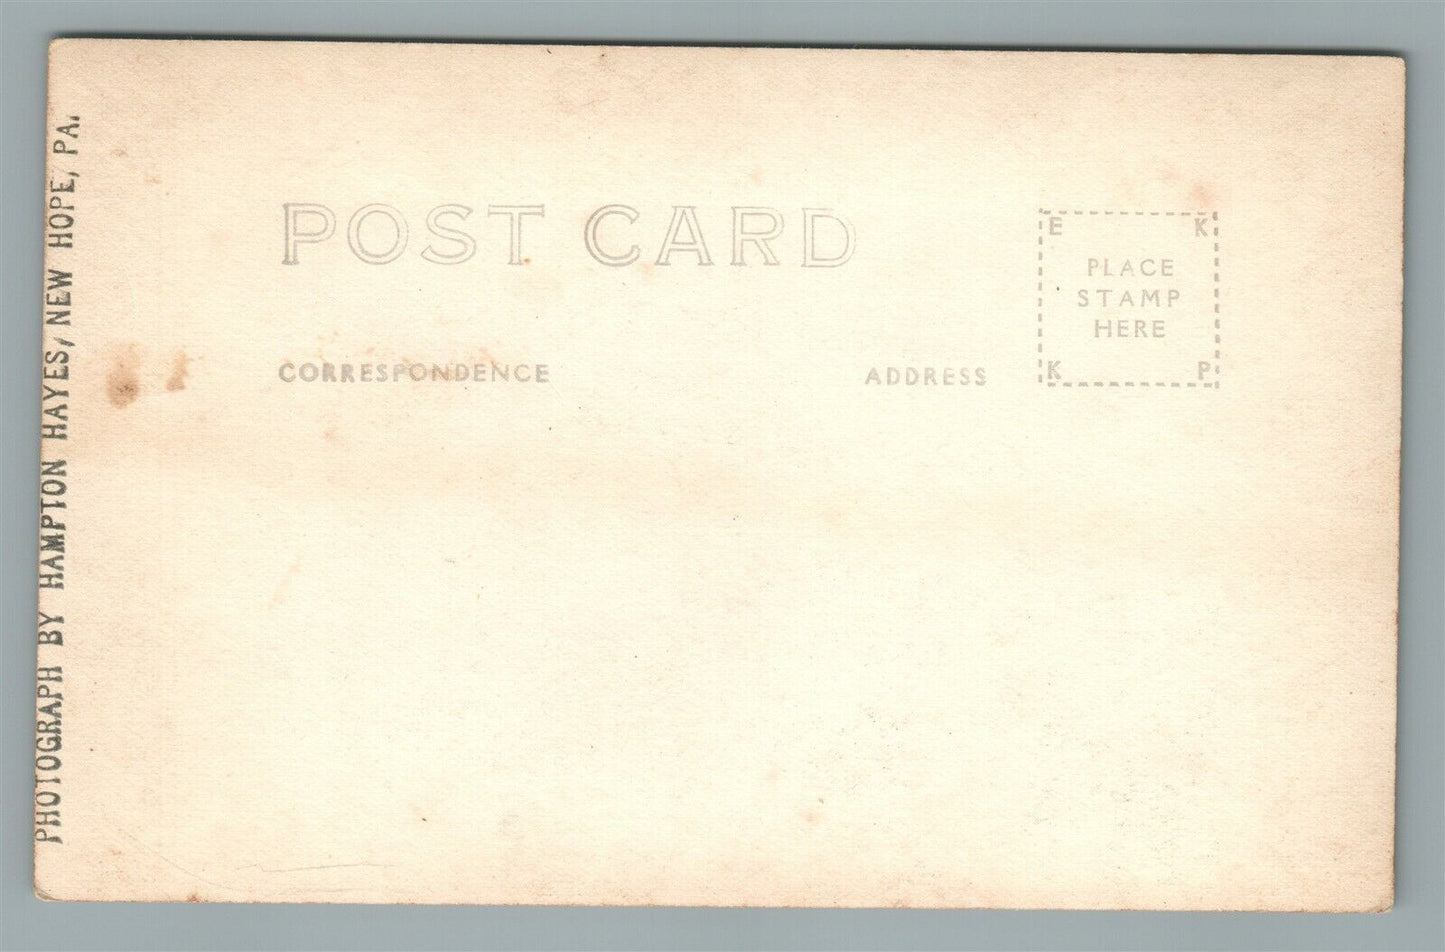 PHOTOGRAPH BY HAMPTON HAYES, NEW HOPE, PA.
POST CARD
CORRESPONDENCE
ADDRESS
E K
PLACE
STAMP
HERE
K P